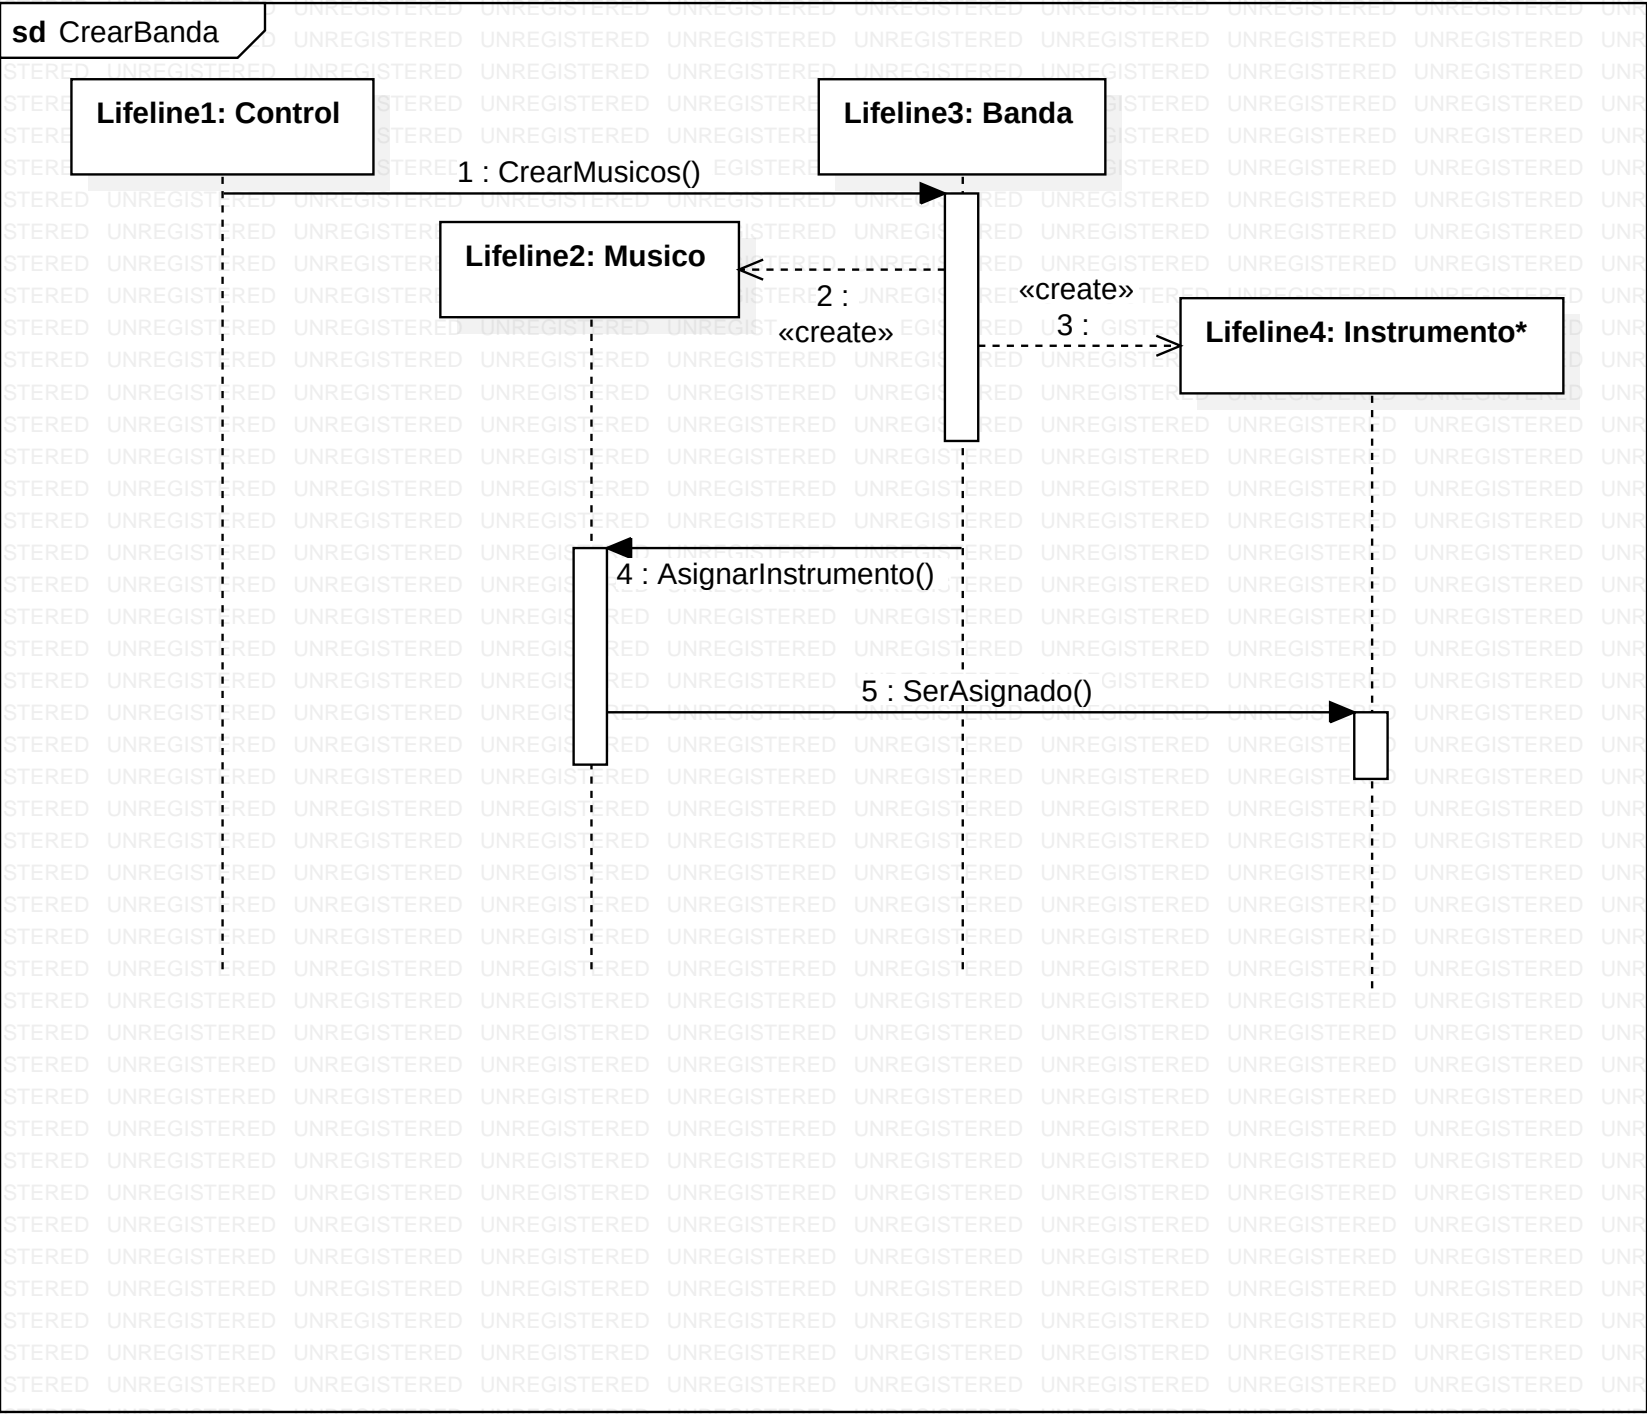 sd CrearBanda
Lifeline1: Control
Lifeline3: Banda
1 : CrearMusicos()
Lifeline2: Musico
2 :
«create»
«create»
3 :
Lifeline4: Instrumento*
4 : AsignarInstrumento()
5 : SerAsignado()
UNREGISTERED